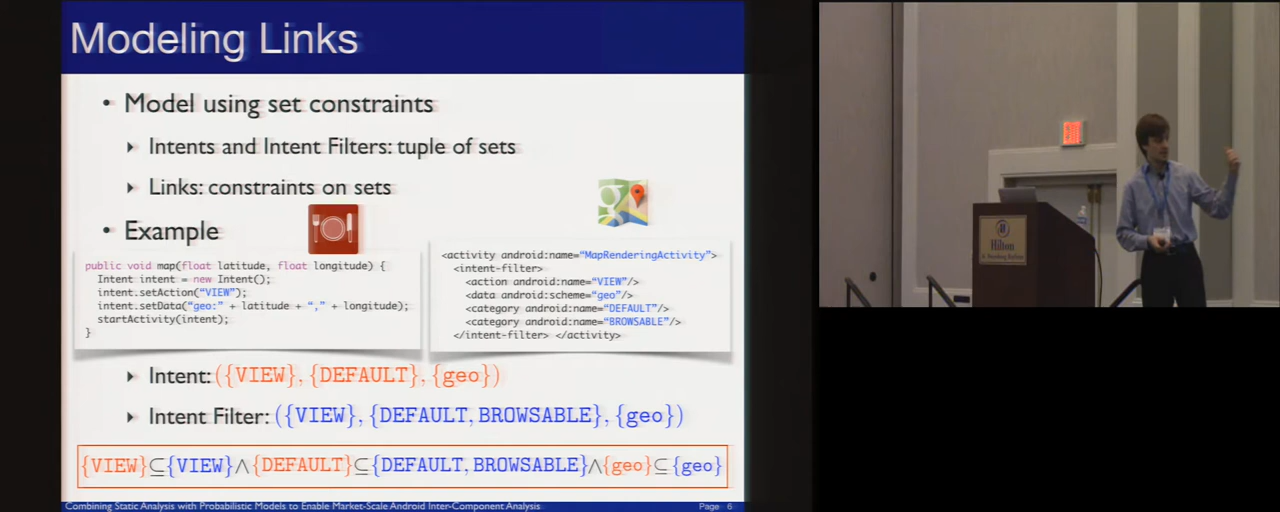 Modeling Links
• Model using set constraints
‣ Intents and Intent Filters: tuple of sets
‣ Links: constraints on sets
• Example
public void map(float latitude, float longitude) {
Intent intent = new Intent();
intent.setAction("VIEW");
intent.setData("geo:" + latitude + "," + longitude);
startActivity(intent);
}
<activity android:name="MapRenderingActivity">
<intent-filter>
<action android:name="VIEW"/>
<data android:scheme="geo"/>
<category android:name="DEFAULT"/>
<category android:name="BROWSABLE"/>
</intent-filter> </activity>
‣ Intent: ({VIEW}, {DEFAULT}, {geo})
‣ Intent Filter: ({VIEW}, {DEFAULT, BROWSABLE}, {geo})
{VIEW}⊆{VIEW}∧{DEFAULT}⊆{DEFAULT, BROWSABLE}∧{geo}⊆{geo}
Combining Static Analysis with Probabilistic Models to Enable Market-Scale Android Inter-Component Analysis
Page 6
EXIT
Hilton